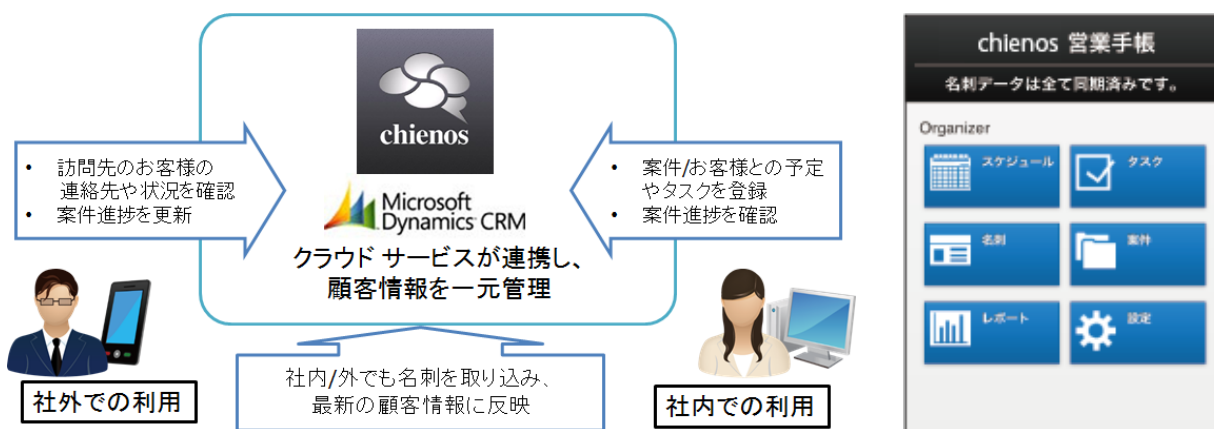 chienos
Microsoft
Dynamics CRM
クラウド サービスが連携し、
顧客情報を一元管理
• 訪問先のお客様の
連絡先や状況を確認
• 案件進捗を更新
• 案件/お客様との予定
やタスクを登録
• 案件進捗を確認
社外での利用
社内/外でも名刺を取り込み、
最新の顧客情報に反映
社内での利用
chienos 営業手帳
名刺データは全て同期済みです。
Organizer
スケジュール
タスク
名刺
案件
レポート
設定